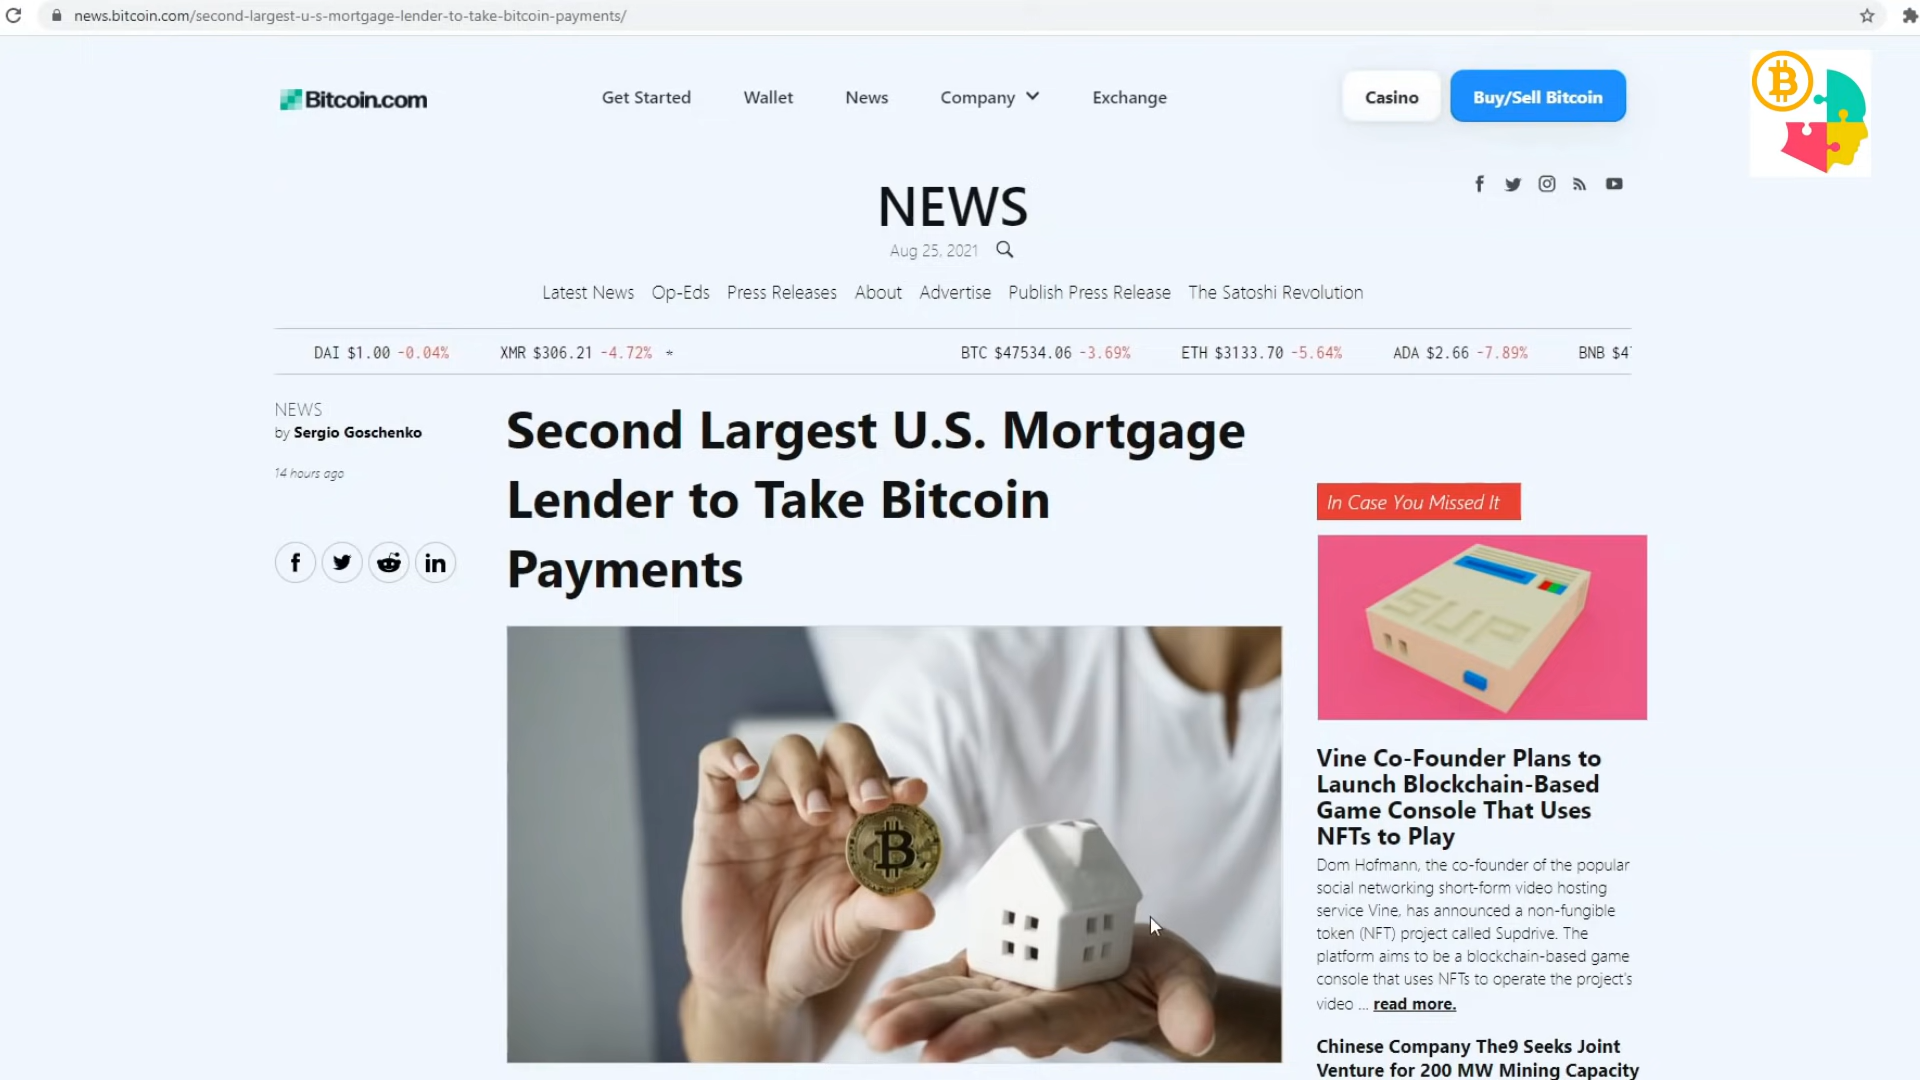 news.bitcoin.com/second-largest-u-s-mortgage-lender-to-take-bitcoin-payments/
Bitcoin.com
Get Started
Wallet
News
Company
Exchange
Casino
Buy/Sell Bitcoin
NEWS
Aug 25, 2021
Latest News
Op-Eds
Press Releases
About
Advertise
Publish Press Release
The Satoshi Revolution
DAI $1.00 -0.04%
XMR $306.21 -4.72% *
BTC $47534.06 -3.69%
ETH $3133.70 -5.64%
ADA $2.66 -7.89%
BNB
NEWS
by Sergio Goschenko
14 hours ago
Second Largest U.S. Mortgage
Lender to Take Bitcoin
Payments
In Case You Missed It
SUP
Vine Co-Founder Plans to
Launch Blockchain-Based
Game Console That Uses
NFTs to Play
Dom Hofmann, the co-founder of the popular
social networking short-form video hosting
service Vine, has announced a non-fungible
token (NFT) project called Supdrive. The
platform aims to be a blockchain-based game
console that uses NFTs to operate the project's
video ... read more.
Chinese Company The9 Seeks Joint
Venture for 200 MW Mining Capacity